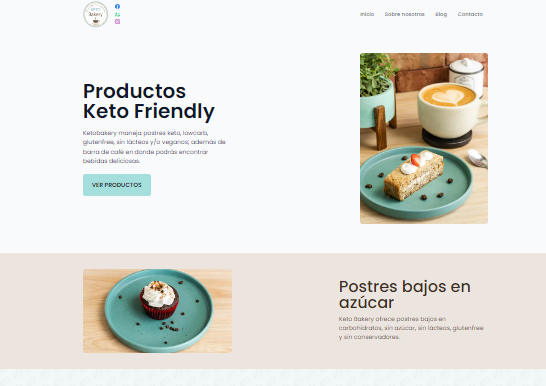 Bakery
Inicio
Sobre nosotros
Blog
Contacto
Productos
Keto Friendly
Ketobakery maneja postres keto, lowcarb,
glutenfree, sin lácteos y/o veganos; además de
barra de café en donde podrás encontrar
bebidas deliciosas.
VER PRODUCTOS
Postres bajos en
azúcar
Keto Bakery ofrece postres bajos en
carbohidratos, sin azúcar, sin lácteos, glutenfree
y sin conservadores.